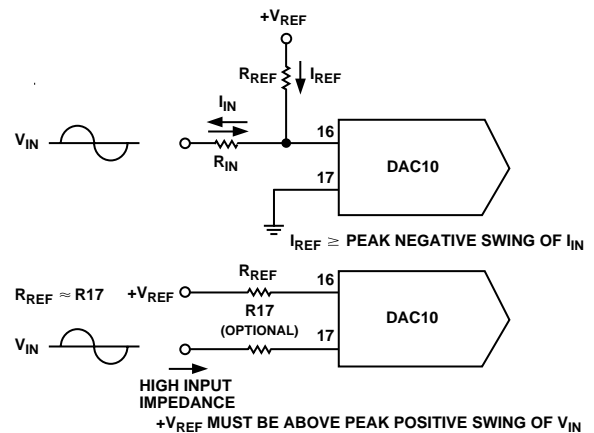 +VREF
RREF
IREF
IIN
VIN
RIN
16
17
DAC10
IREF ≥ PEAK NEGATIVE SWING OF IIN
RREF ≈ R17
+VREF
RREF
16
R17
(OPTIONAL)
17
DAC10
VIN
HIGH INPUT
IMPEDANCE
+VREF MUST BE ABOVE PEAK POSITIVE SWING OF VIN